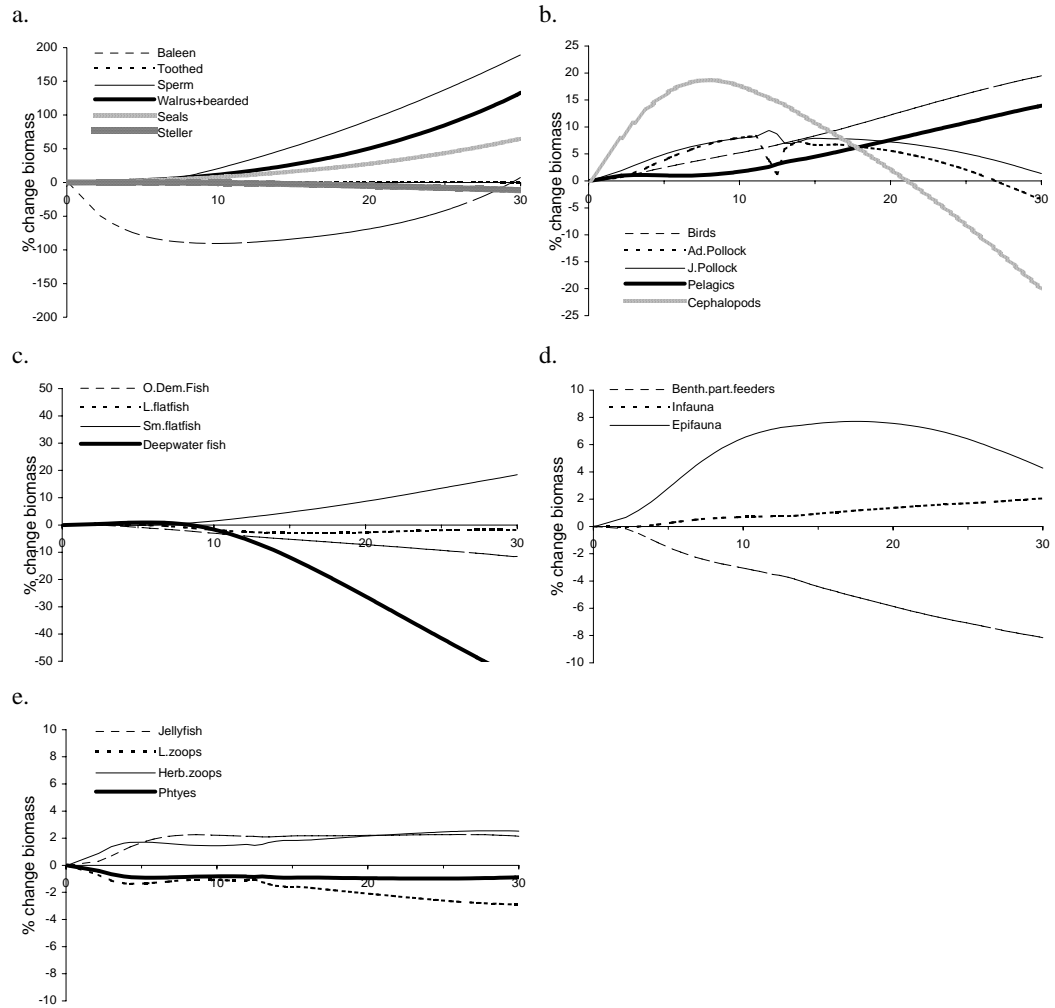 a.
% change biomass
200
150
100
50
0
-50
-100
-150
-200
0
10
20
30
Baleen
Toothed
Sperm
Walrus+bearded
Seals
Steller
b.
% change biomass
25
20
15
10
5
0
-5
-10
-15
-20
-25
0
10
20
30
Birds
Ad.Pollock
J.Pollock
Pelagics
Cephalopods
c.
% change biomass
50
40
30
20
10
0
-10
-20
-30
-40
-50
0
10
20
30
O.Dem.Fish
L.flatfish
Sm.flatfish
Deepwater fish
d.
% change biomass
10
8
6
4
2
0
-2
-4
-6
-8
-10
0
10
20
30
Benth.part.feeders
Infauna
Epifauna
e.
% change biomass
10
8
6
4
2
0
-2
-4
-6
-8
-10
0
10
20
30
Jellyfish
L.zoops
Herb.zoops
Phtyes